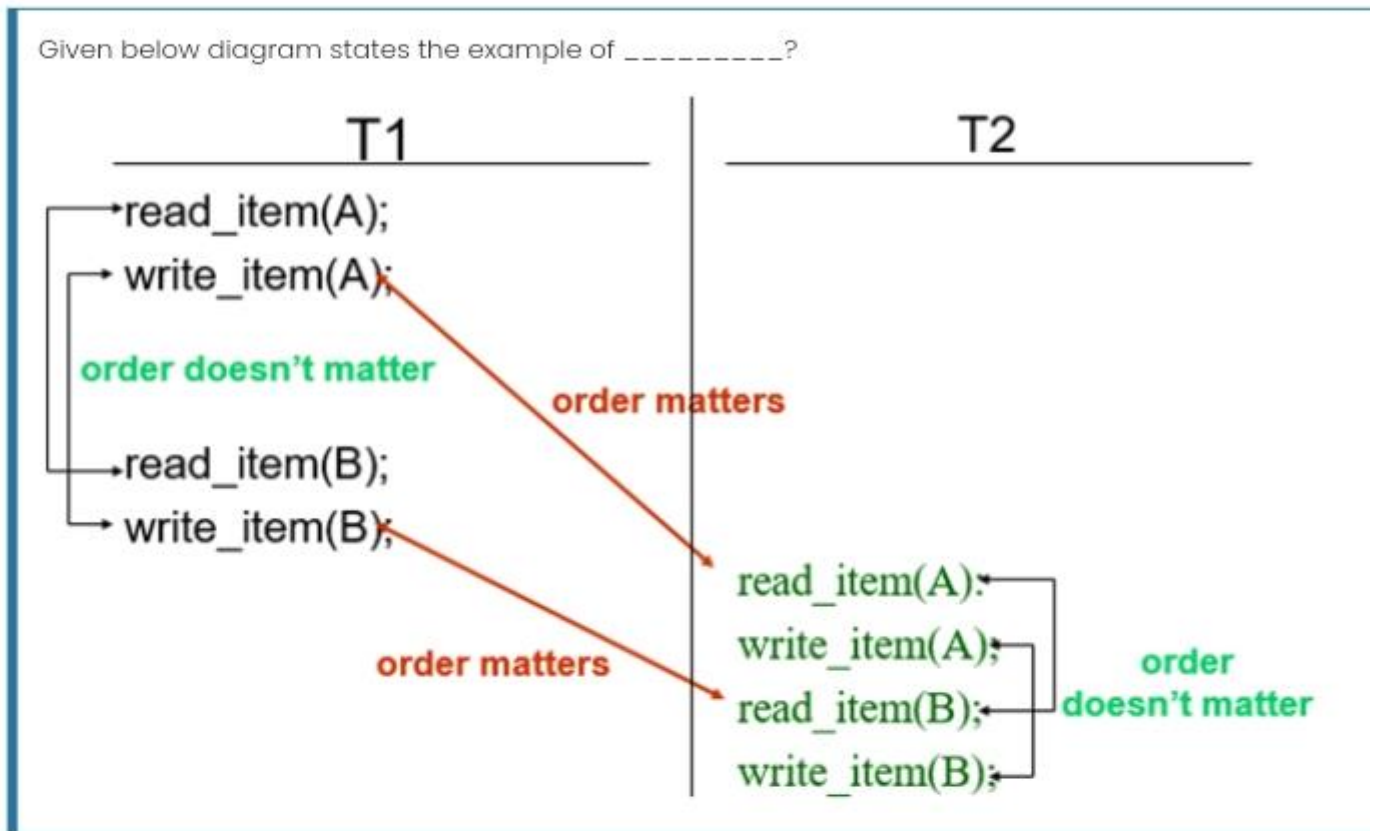 Given below diagram states the example of _________?
T1
T2
read_item(A);
write_item(A);
order doesn't matter
order matters
read_item(B);
write_item(B);
read_item(A):
order matters
write_item(A);
order
doesn't matter
read_item(B);
write_item(B);